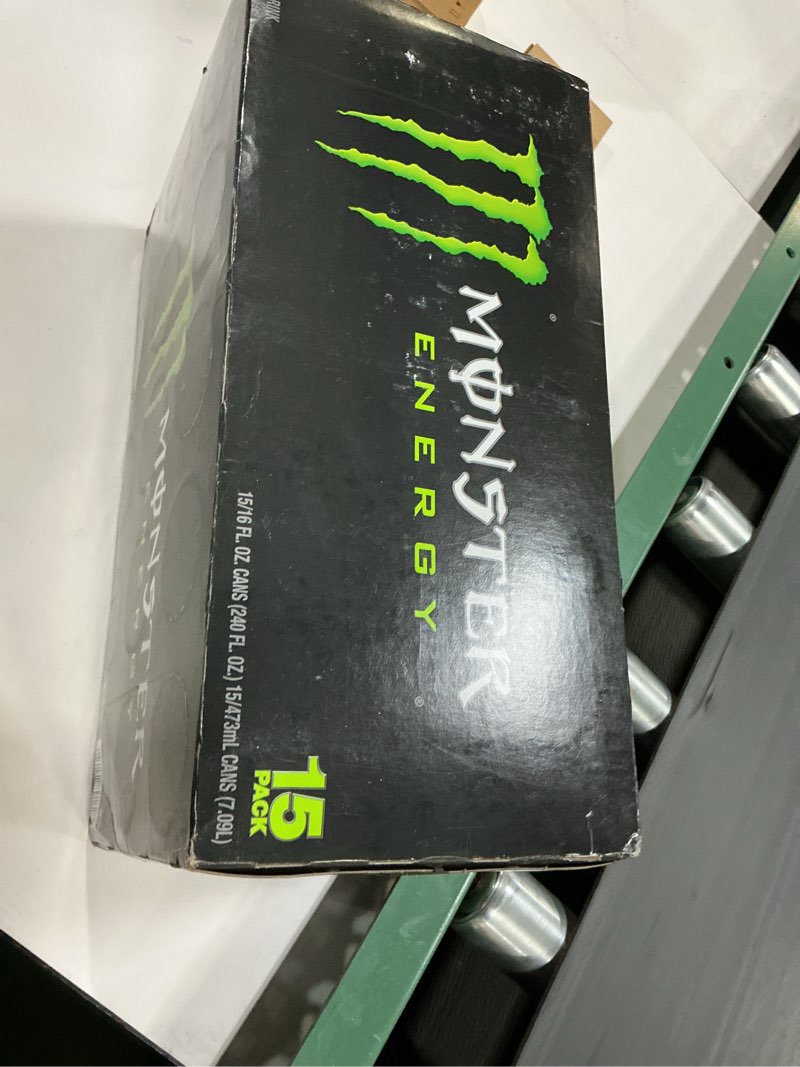 MONSTER
ENERGY
15/16 FL. OZ. CANS (240 FL. OZ.) 15/473mL CANS (7.09L)
15
PACK
MONSTER